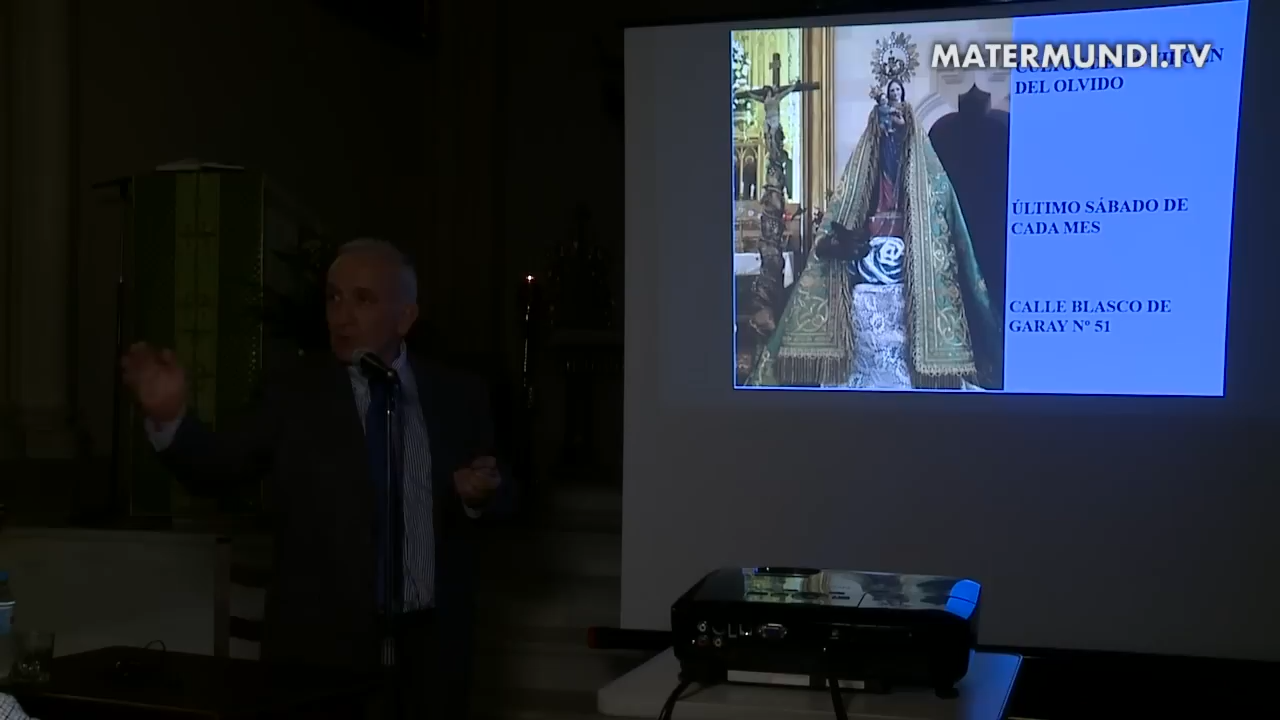 MATERMUNDI.TV
DEL OLVIDO
ÚLTIMO SÁBADO DE
CADA MES
CALLE BLASCO DE
GARAY Nº 51